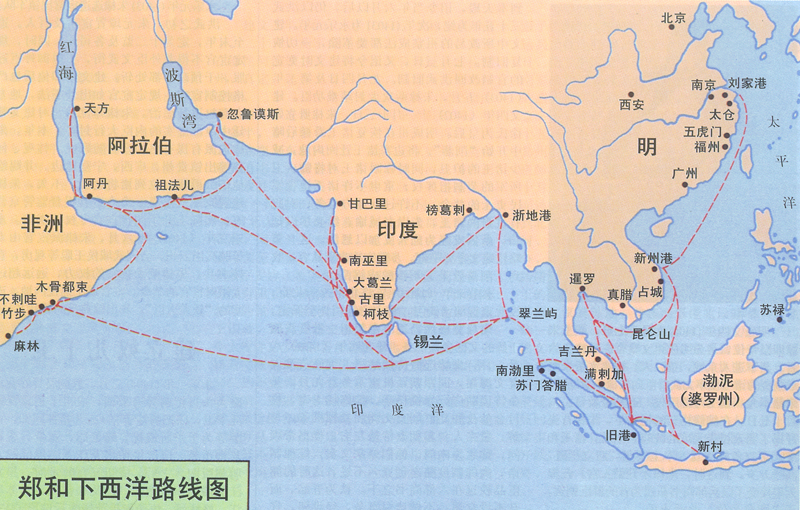 北京
红海
波斯湾
南京
刘家港
西安
太仓
天方
忽鲁谟斯
五虎门
福州
太平洋
阿拉伯
明
广州
阿丹
祖法儿
甘巴里
榜葛剌
浙地港
非洲
印度
南巫里
新州港
占城
大葛兰
古里
柯枝
暹罗
真腊
木骨都束
不剌哇
竹步
翠兰屿
苏禄
麻林
锡兰
昆仑山
吉兰丹
南渤里
苏门答腊
满剌加
渤泥
（婆罗州）
印度洋
旧港
新村
郑和下西洋路线图